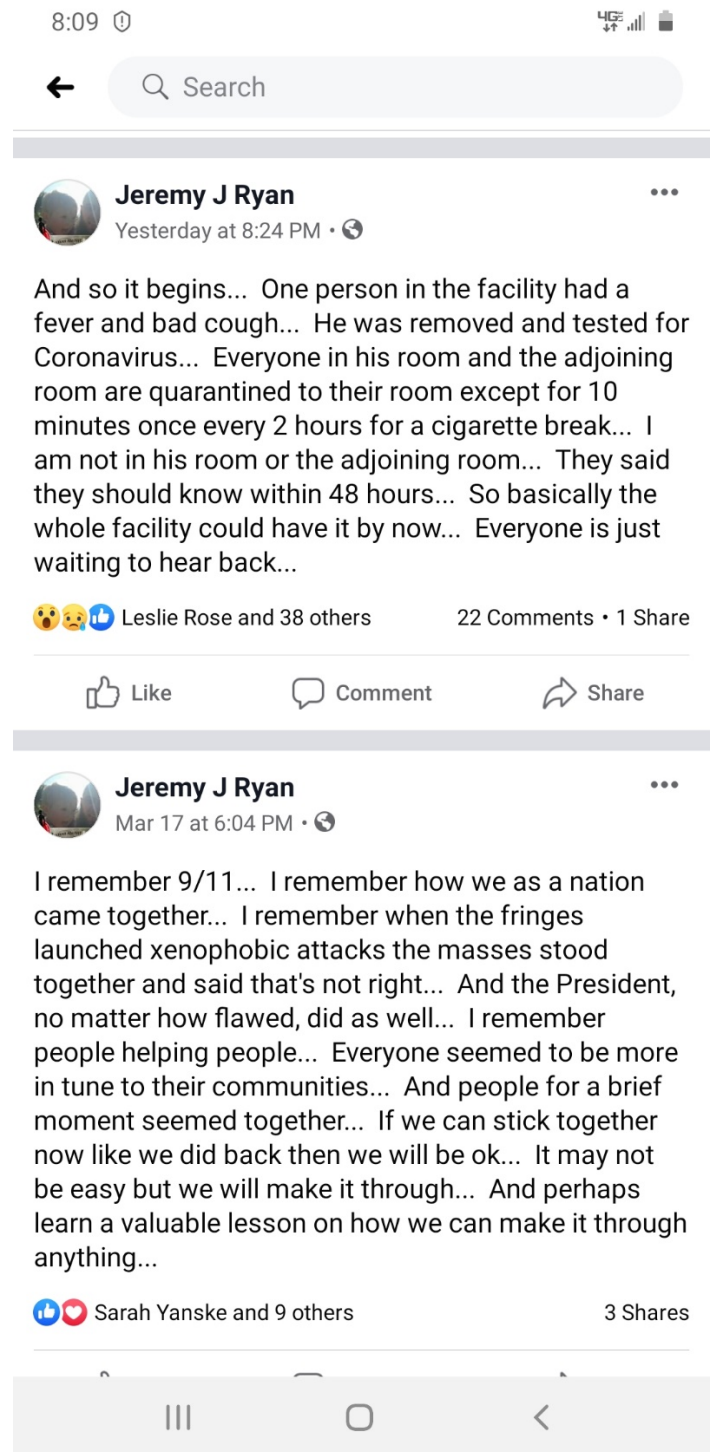 8:09
4GE
Search
Jeremy J Ryan
Yesterday at 8:24 PM •
And so it begins...  One person in the facility had a
fever and bad cough...  He was removed and tested for
Coronavirus...  Everyone in his room and the adjoining
room are quarantined to their room except for 10
minutes once every 2 hours for a cigarette break...  I
am not in his room or the adjoining room...  They said
they should know within 48 hours...  So basically the
whole facility could have it by now...  Everyone is just
waiting to hear back...
Leslie Rose and 38 others 22 Comments • 1 Share
Like Comment Share
Jeremy J Ryan
Mar 17 at 6:04 PM •
I remember 9/11...  I remember how we as a nation
came together...  I remember when the fringes
launched xenophobic attacks the masses stood
together and said that's not right...  And the President,
no matter how flawed, did as well...  I remember
people helping people...  Everyone seemed to be more
in tune to their communities...  And people for a brief
moment seemed together...  If we can stick together
now like we did back then we will be ok...  It may not
be easy but we will make it through...  And perhaps
learn a valuable lesson on how we can make it through
anything...
Sarah Yanske and 9 others 3 Shares